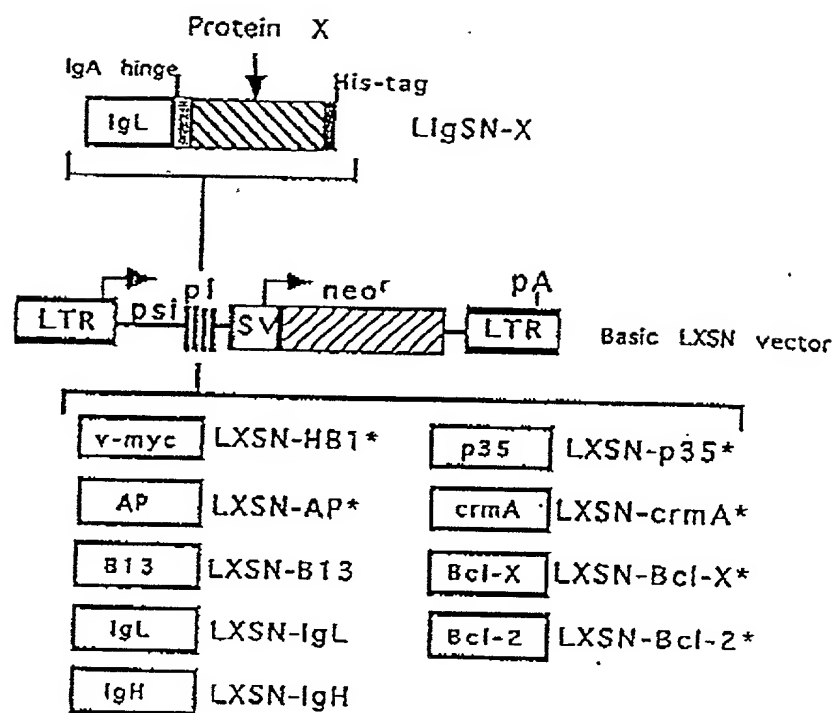 Protein X
IgA hinge
His-tag
IgL
LIgSN-X
LTR
psi
pl
SV
neoʳ
pA
LTR
Basic LXSN vector
v-myc LXSN-HB1*
AP LXSN-AP*
B13 LXSN-B13
IgL LXSN-IgL
IgH LXSN-IgH
p35 LXSN-p35*
crmA LXSN-crmA*
Bcl-X LXSN-Bcl-X*
Bcl-2 LXSN-Bcl-2*